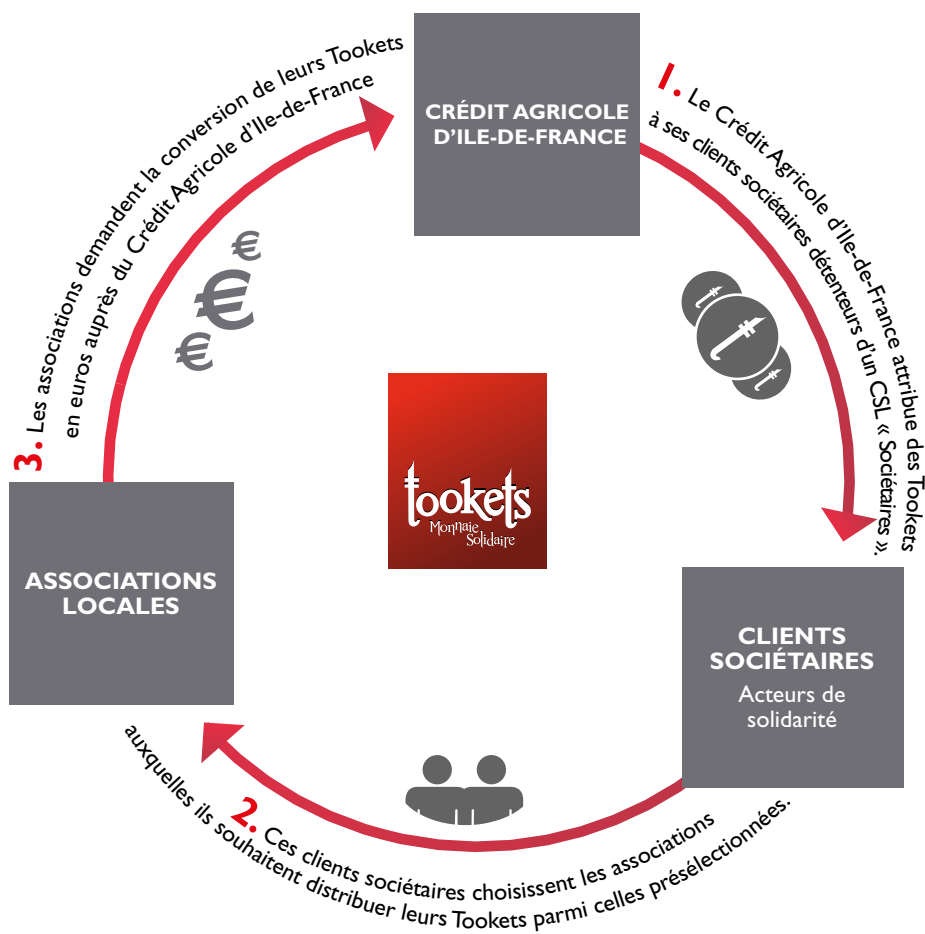 CRÉDIT AGRICOLE
D'ILE-DE-FRANCE
1. Le Crédit Agricole d'Ile-de-France attribue des Tookets
à ses clients sociétaires détenteurs d'un CSL « Sociétaires ».
CLIENTS
SOCIÉTAIRES
Acteurs de
solidarité
2. Ces clients sociétaires choisissent les associations
auxquelles ils souhaitent distribuer leurs Tookets parmi celles présélectionnées.
ASSOCIATIONS
LOCALES
3. Les associations demandent la conversion de leurs Tookets
en euros auprès du Crédit Agricole d'Ile-de-France
€
€
€
tookets
Monnaie
Solidaire